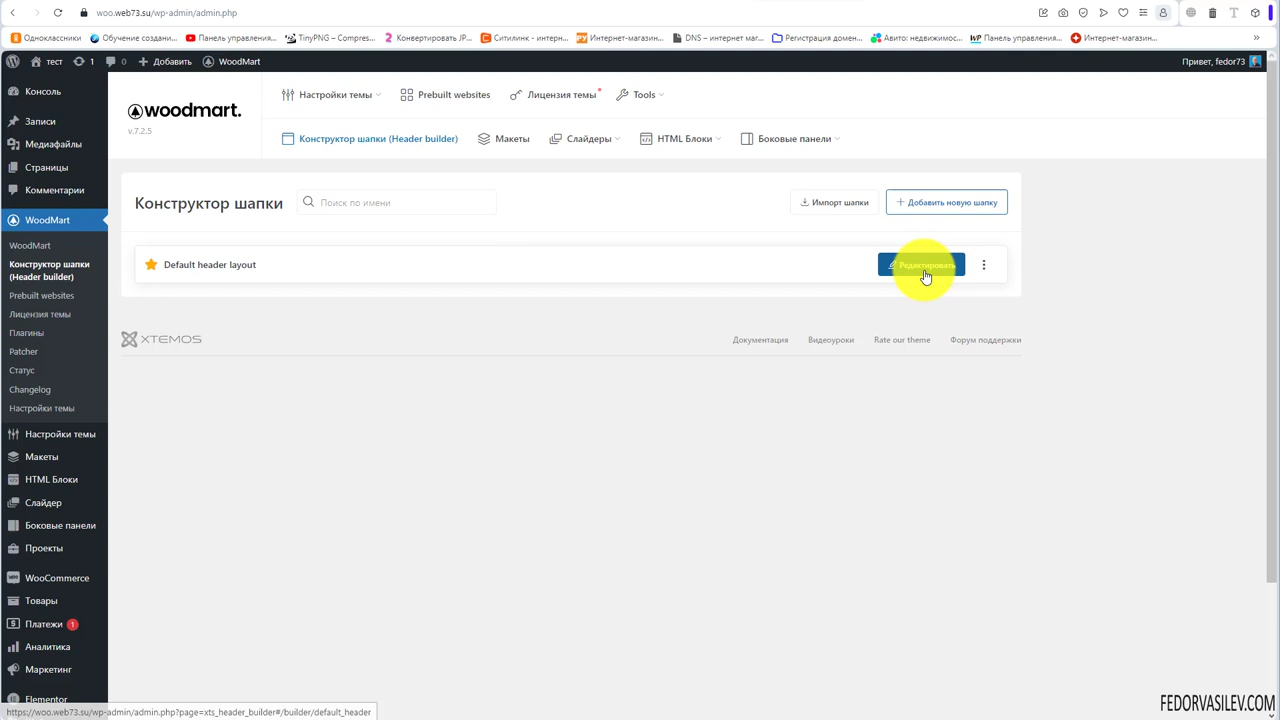 woo.web73.su/wp-admin/admin.php
Одноклассники
Обучение создани...
Панель управления...
TinyPNG – Compres...
Конвертировать JP...
Ситилинк - интерн...
Интернет-магазин...
DNS – интернет маг...
Регистрация домен...
Авито: недвижимос...
Панель управления...
Интернет-магазин...
тест
1
0
Добавить
WoodMart
Привет, fedor73
Консоль
Записи
Медиафайлы
Страницы
Комментарии
WoodMart
WoodMart
Конструктор шапки
(Header builder)
Prebuilt websites
Лицензия темы
Плагины
Patcher
Статус
Changelog
Настройки темы
Настройки темы
Макеты
HTML Блоки
Слайдер
Боковые панели
Проекты
WooCommerce
Товары
Платежи 1
Аналитика
Маркетинг
Elementor
woodmart.
v.7.2.5
Настройки темы
Prebuilt websites
Лицензия темы
Tools
Конструктор шапки (Header builder)
Макеты
Слайдеры
HTML Блоки
Боковые панели
Конструктор шапки
Поиск по имени
Импорт шапки
Добавить новую шапку
Default header layout
Редактировать
XTEMOS
Документация
Видеоуроки
Rate our theme
Форум поддержки
https://woo.web73.su/wp-admin/admin.php?page=xts_header_builder#/builder/default_header
FEDORVASILEV.COM